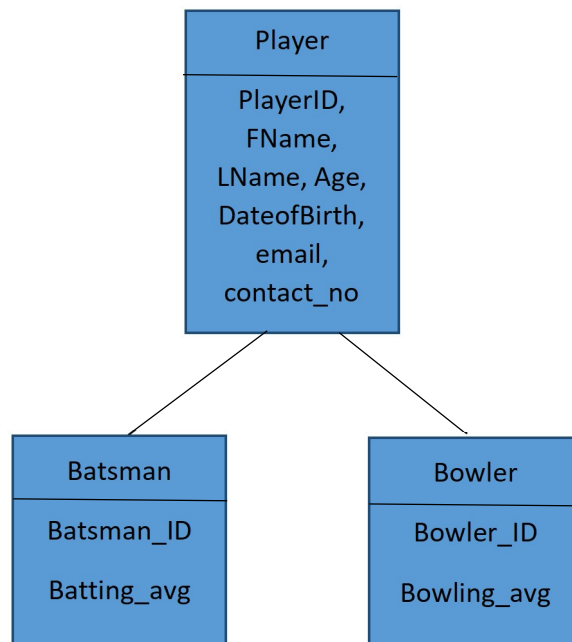 Player
PlayerID,
FName,
LName, Age,
DateofBirth,
email,
contact_no
Batsman
Batsman_ID
Batting_avg
Bowler
Bowler_ID
Bowling_avg